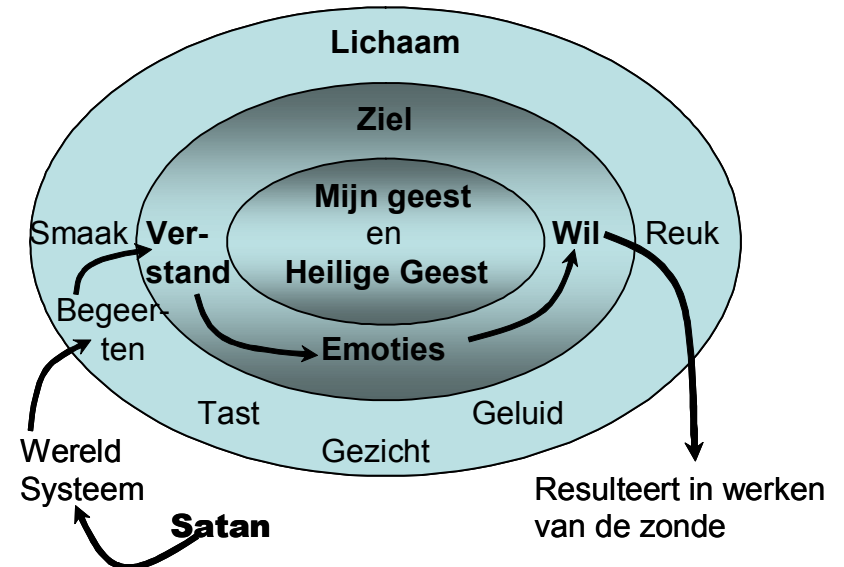 Lichaam
Ziel
Mijn geest
en
Heilige Geest
Smaak
Ver-
stand
Wil
Reuk
Begeer-
ten
Emoties
Tast
Geluid
Gezicht
Wereld
Systeem
Satan
Resulteert in werken
van de zonde